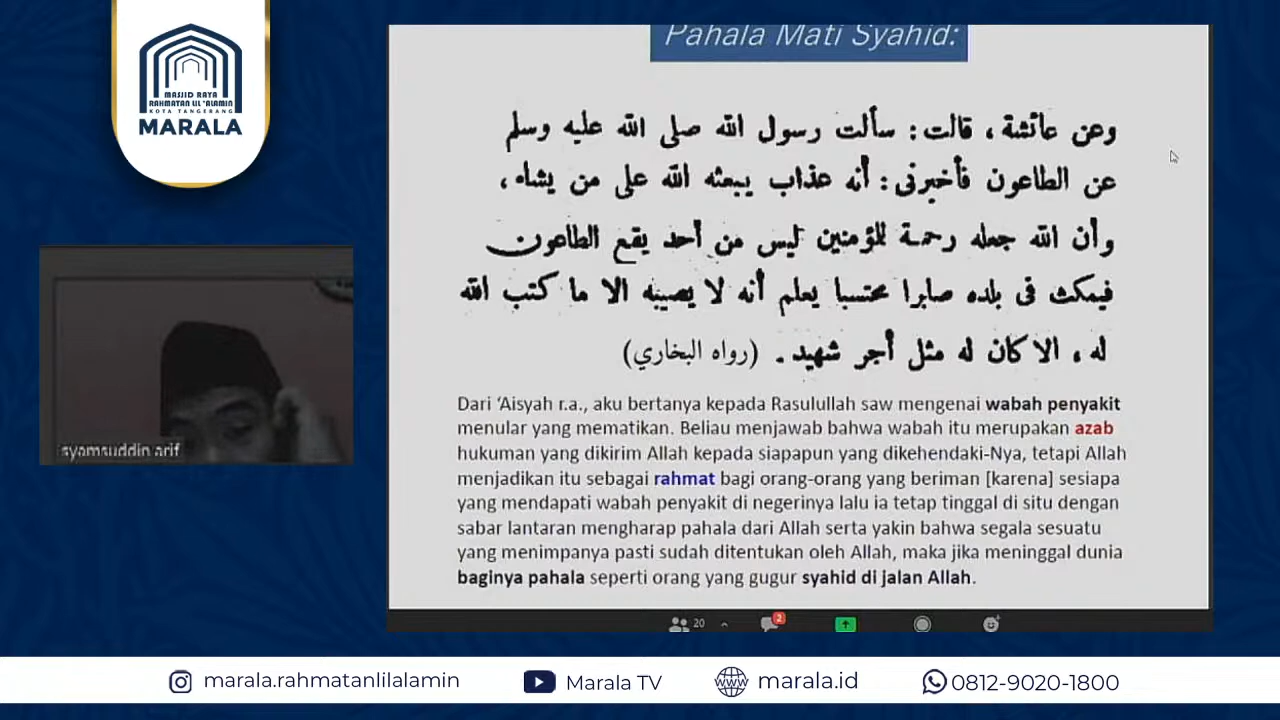 MASJID RAYA
RAHMATAN LIL 'ALAMIN
KOTA TANGERANG
MARALA
Pahala Mati Syahid:
وعن عائشة ، قالت : سألت رسول الله صلى الله عليه وسلم
عن الطاعون فأخبرنى : أنه عذاب يبعثه الله على من يشاء ،
وأن الله جعله رحمة للمؤمنين ليس من أحد يقع الطاعون
فيمكث فى بلده صابرا محتسبا يعلم أنه لا يصيبه الا ما كتب الله
له ، الا كان له مثل أجر شهيد . (رواه البخاري)
Dari ‘Aisyah r.a., aku bertanya kepada Rasulullah saw mengenai wabah penyakit
menular yang mematikan. Beliau menjawab bahwa wabah itu merupakan azab
hukuman yang dikirim Allah kepada siapapun yang dikehendaki-Nya, tetapi Allah
menjadikan itu sebagai rahmat bagi orang-orang yang beriman [karena] sesiapa
yang mendapati wabah penyakit di negerinya lalu ia tetap tinggal di situ dengan
sabar lantaran mengharap pahala dari Allah serta yakin bahwa segala sesuatu
yang menimpanya pasti sudah ditentukan oleh Allah, maka jika meninggal dunia
baginya pahala seperti orang yang gugur syahid di jalan Allah.
syamsuddin arif
20
2
marala.rahmatanlilalamin
Marala TV
www
marala.id
0812-9020-1800